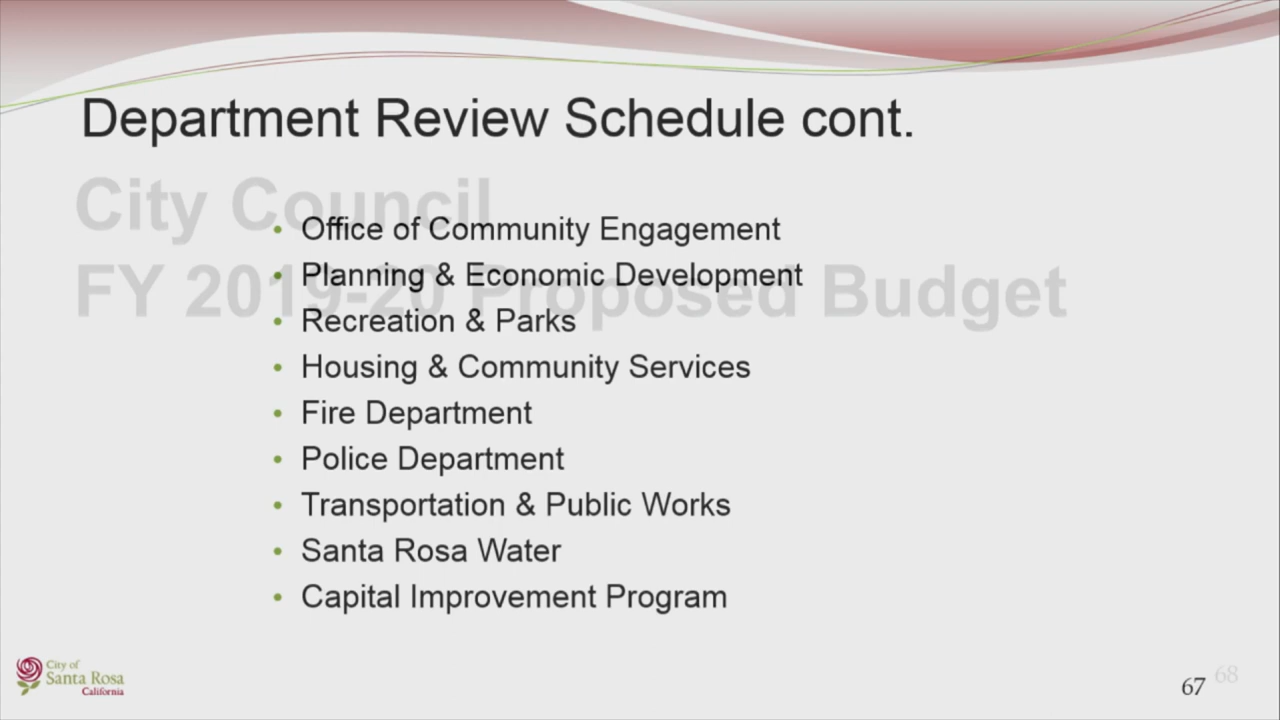 Department Review Schedule cont.
City Council
FY 2019-20 Proposed Budget
• Office of Community Engagement
• Planning & Economic Development
• Recreation & Parks
• Housing & Community Services
• Fire Department
• Police Department
• Transportation & Public Works
• Santa Rosa Water
• Capital Improvement Program
City of
Santa Rosa
California
67
68